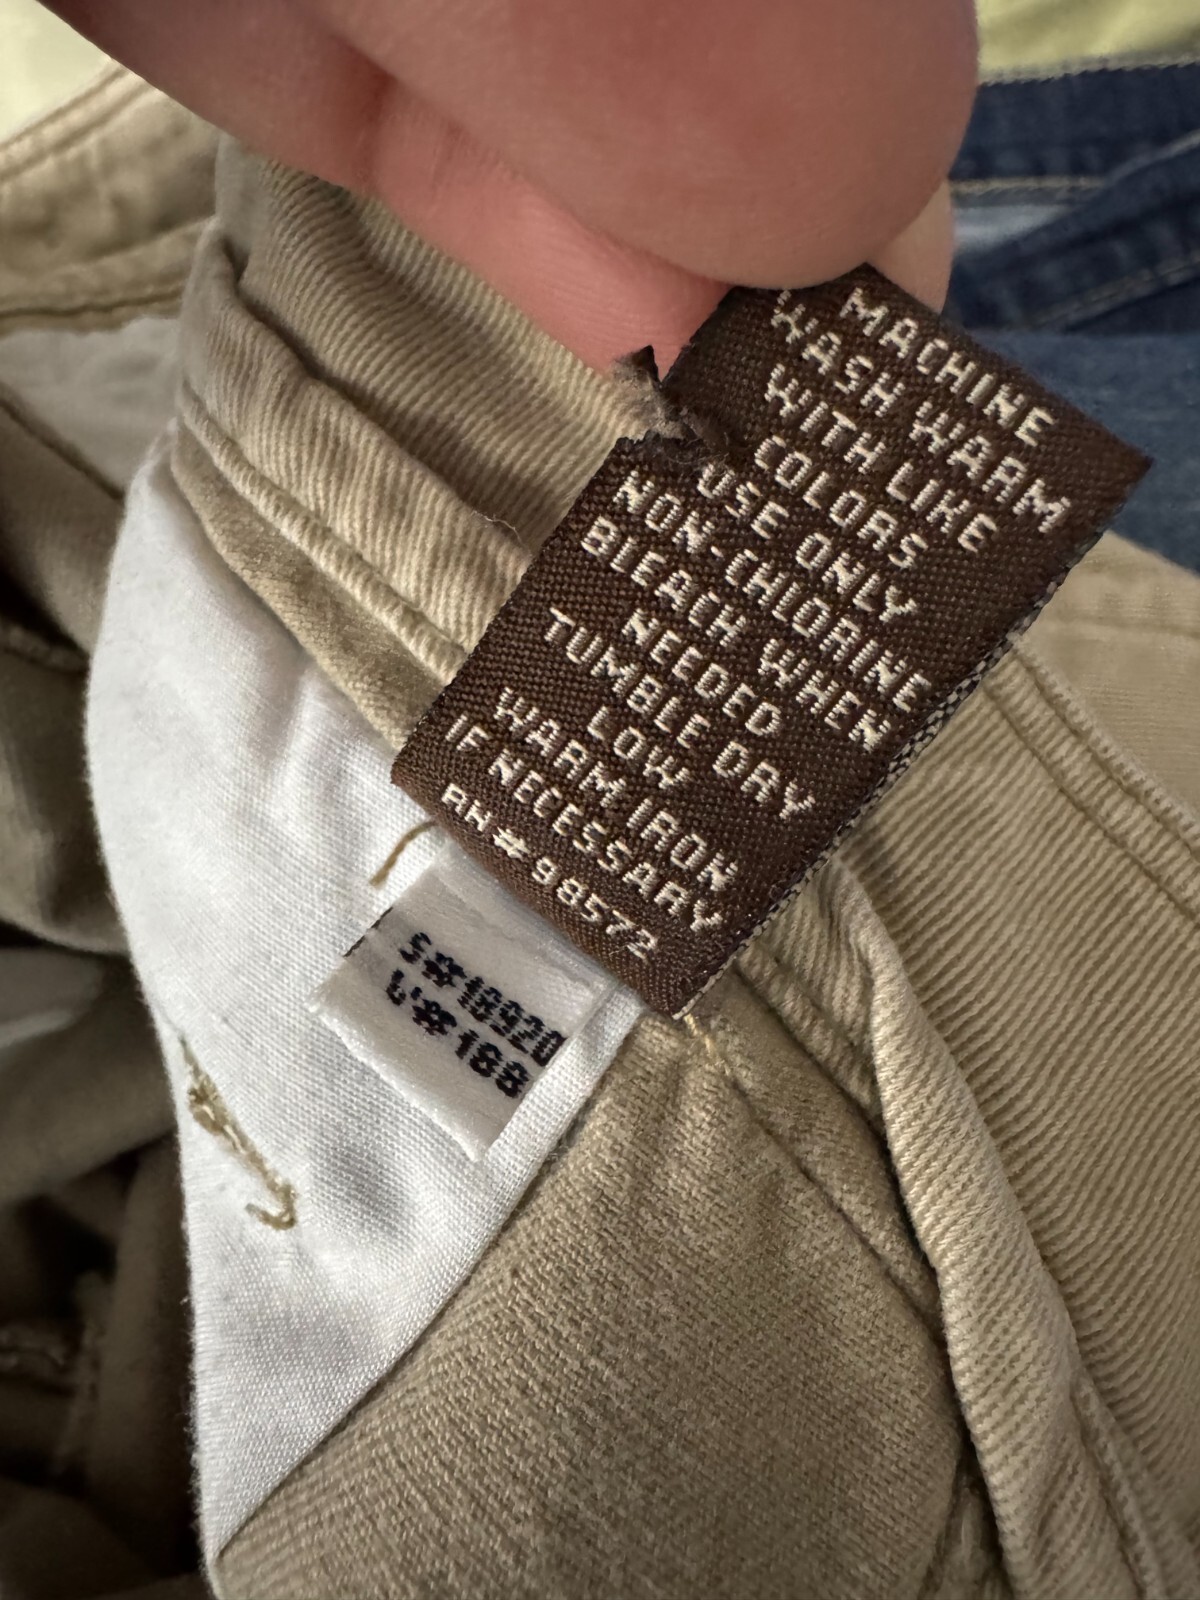 MACHINE
WASH WARM
WITH LIKE
COLORS
USE ONLY
NON-CHLORINE
BLEACH WHEN
NEEDED
TUMBLE DRY
LOW
WARM IRON
IF NECESSARY
RN#98572
S#18920
L#188